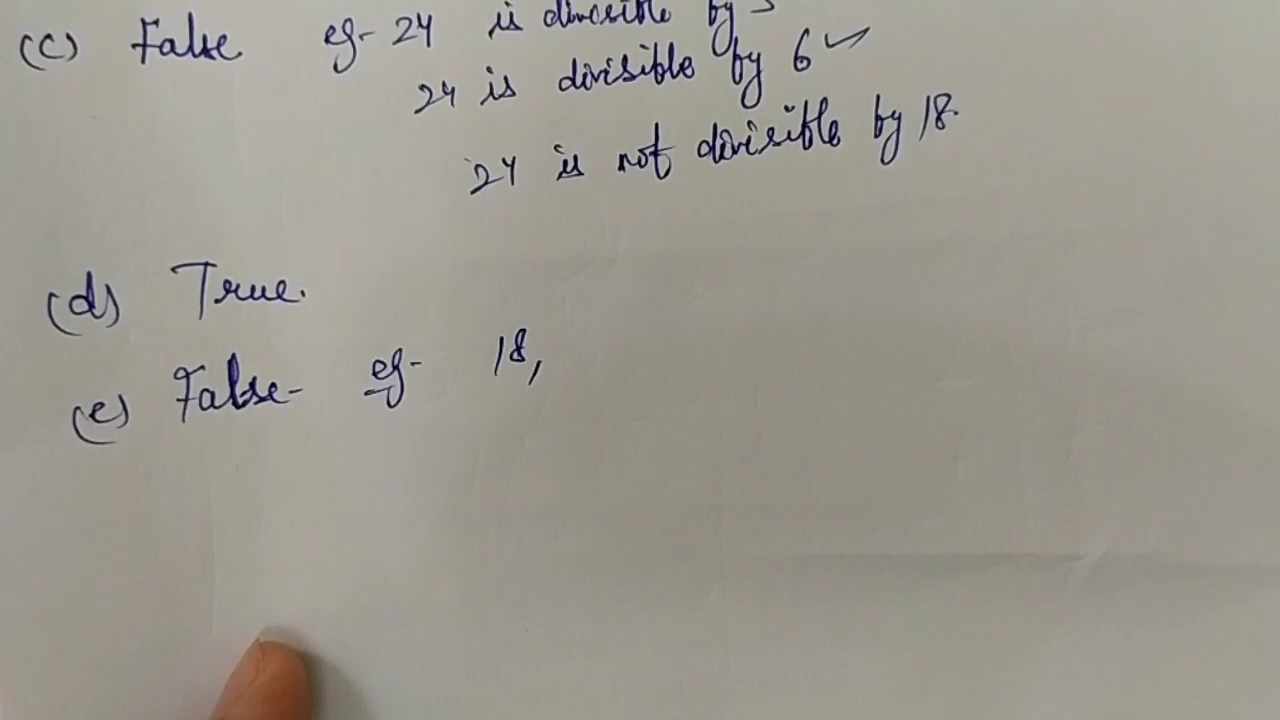 (c) False eg- 24 is divisible by 3
24 is divisible by 6 ✓
24 is not divisible by 18.
(d) True.
(e) False- eg- 18,